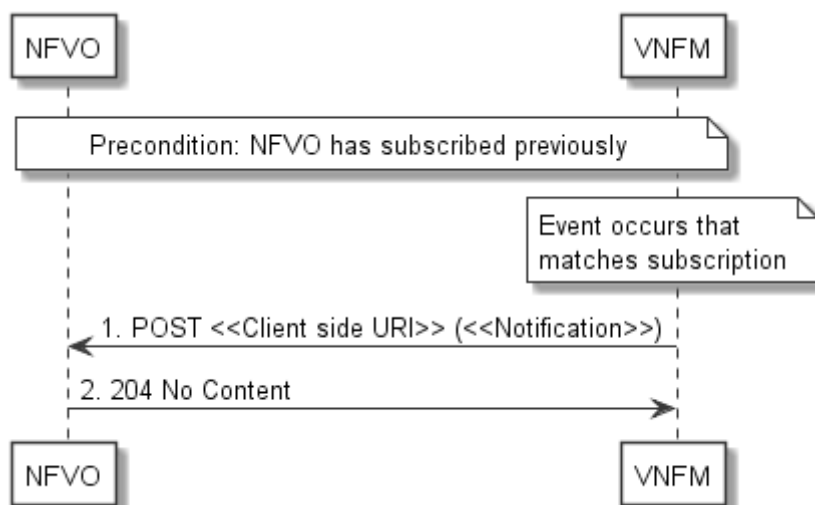 NFVO
VNFM
Precondition: NFVO has subscribed previously
Event occurs that
matches subscription
1. POST <<Client side URI>> (<<Notification>>)
2. 204 No Content
NFVO
VNFM